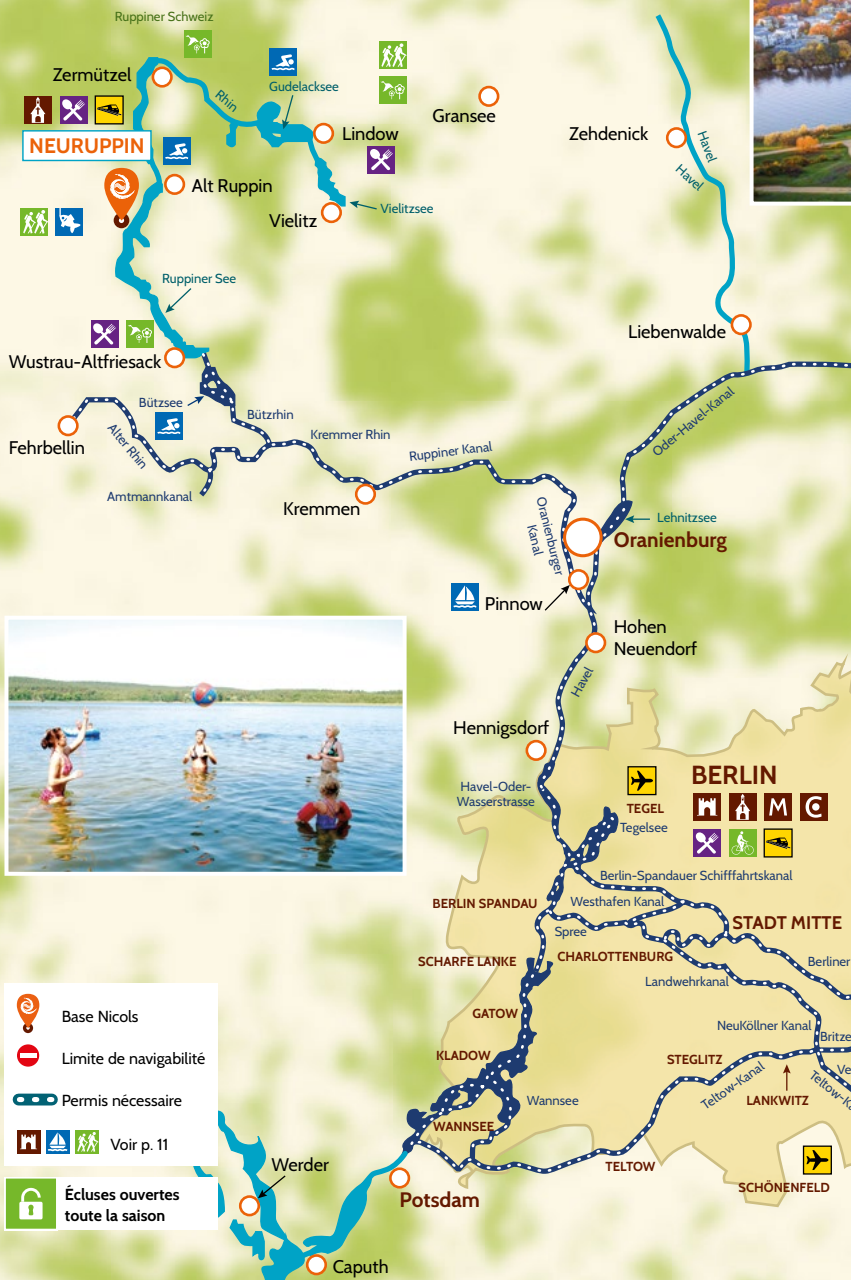 Ruppiner Schweiz
Zermützel
Rhin
Gudelacksee
Gransee
Lindow
Zehdenick
Havel
Havel
NEURUPPIN
Alt Ruppin
Vielitz
Vielitzsee
Ruppiner See
Liebenwalde
Wustrau-Altfriesack
Bützsee
Bützrhin
Oder-Havel-Kanal
Fehrbellin
Alter Rhin
Kremmer Rhin
Ruppiner Kanal
Amtmannkanal
Kremmen
Oranienburger
Kanal
Lehnitzsee
Oranienburg
Pinnow
Hohen
Neuendorf
Havel
Hennigsdorf
Havel-Oder-
Wasserstrasse
BERLIN
M
C
TEGEL
Tegelsee
Berlin-Spandauer Schifffahrtskanal
BERLIN SPANDAU
Westhafen Kanal
Spree
STADT MITTE
SCHARFE LANKE
CHARLOTTENBURG
Berliner
Landwehrkanal
GATOW
NeuKöllner Kanal
Britze
KLADOW
STEGLITZ
Ve
Teltow-Kanal
Teltow-Ka
LANKWITZ
Wannsee
WANNSEE
TELTOW
SCHÖNENFELD
Potsdam
Werder
Caputh
Base Nicols
Limite de navigabilité
Permis nécessaire
Voir p. 11
Écluses ouvertes
toute la saison